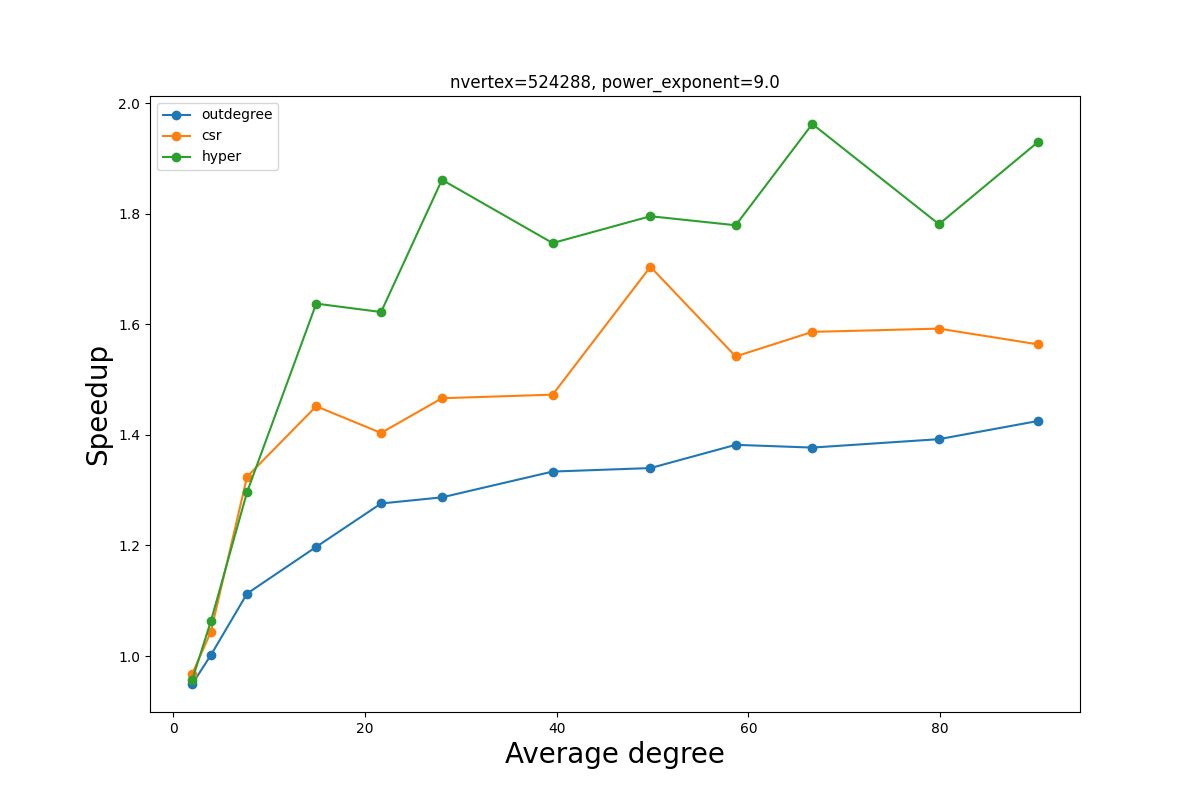 nvertex=524288, power_exponent=9.0
outdegree
csr
hyper
2.0
1.8
1.6
1.4
1.2
1.0
Speedup
0 20 40 60 80
Average degree